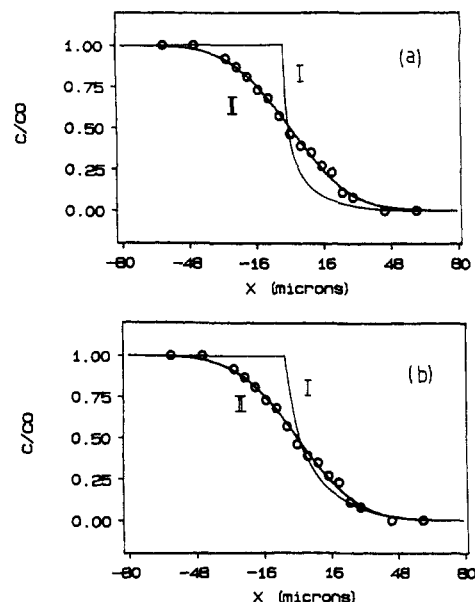 (a)
1.00
0.75
0.50
0.25
0.00
C/CO
I
II
-80 -48 -16 16 48 80
X (microns)
(b)
1.00
0.75
0.50
0.25
0.00
C/CO
I
II
-80 -48 -16 16 48 80
X (microns)